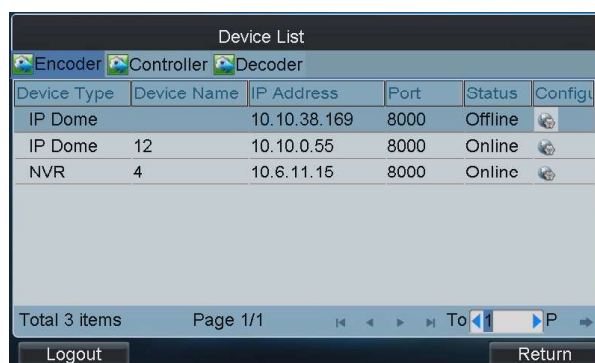 Device List
Encoder Controller Decoder
Device Type Device Name IP Address Port Status Configu
IP Dome 10.10.38.169 8000 Offline
IP Dome 12 10.10.0.55 8000 Online
NVR 4 10.6.11.15 8000 Online
Total 3 items Page 1/1 To 1 P
Logout Return